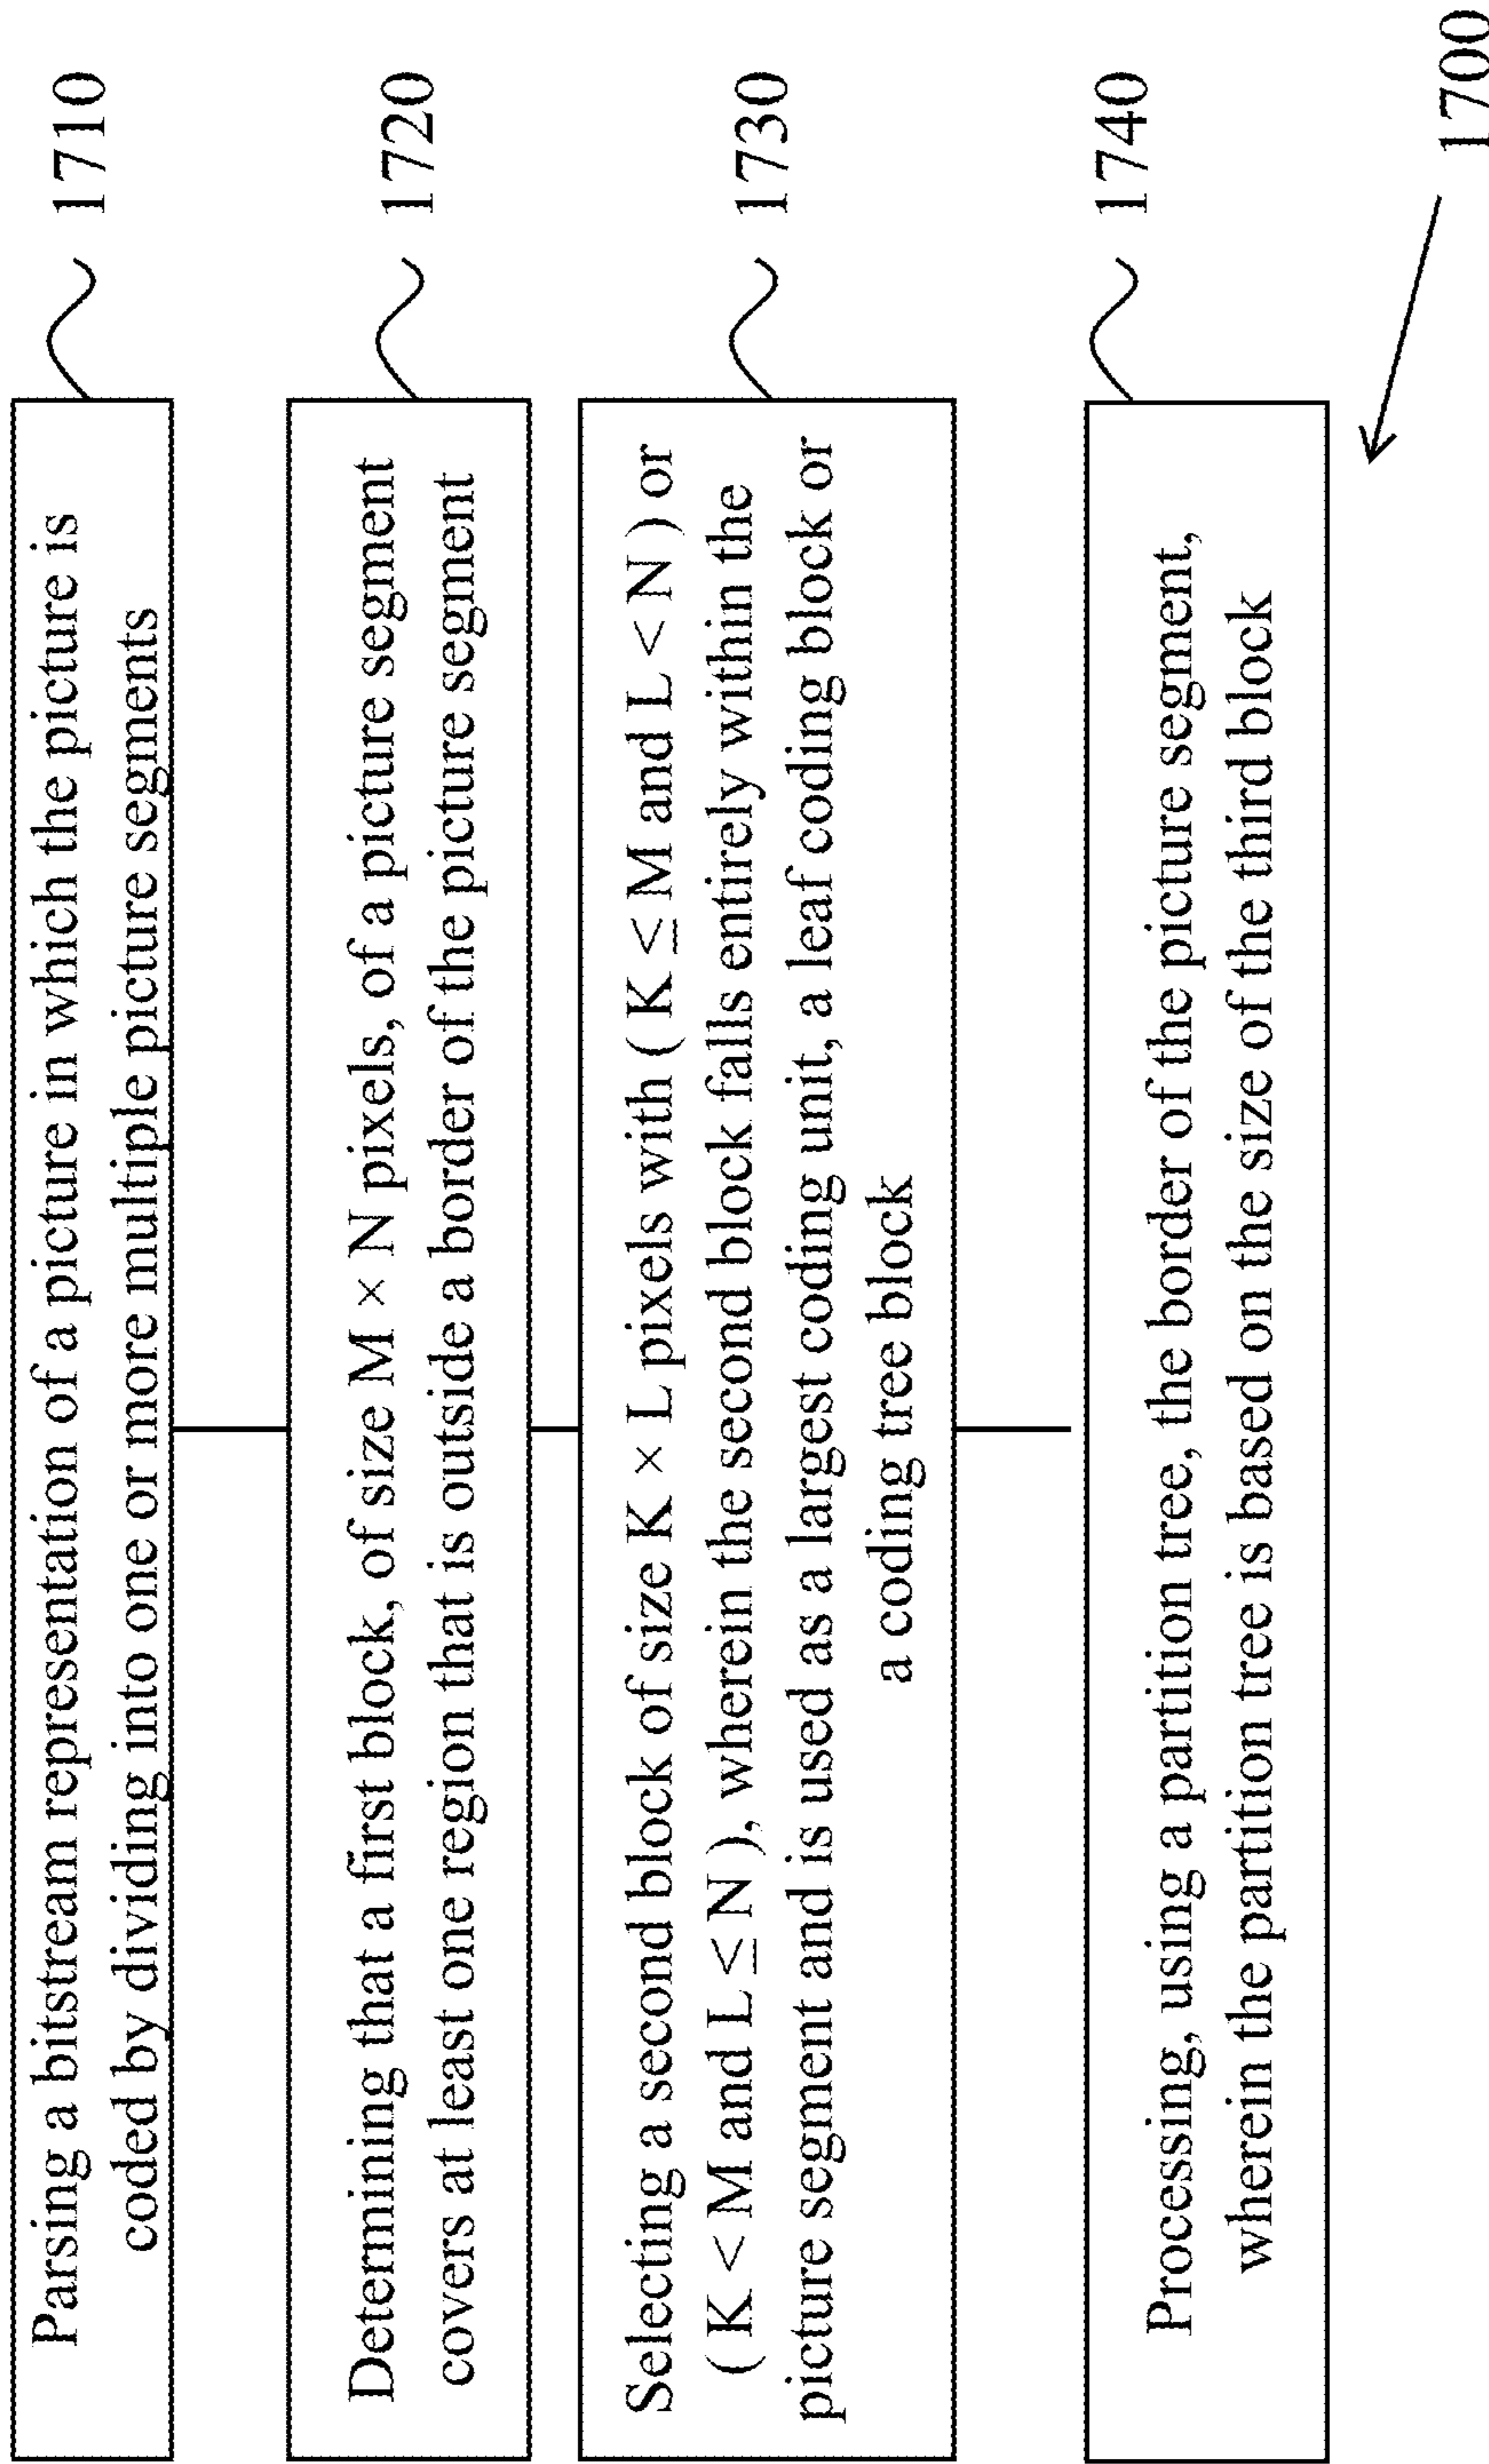 Parsing a bitstream representation of a picture in which the picture is
coded by dividing into one or more multiple picture segments
1710
Determining that a first block, of size M × N pixels, of a picture segment
covers at least one region that is outside a border of the picture segment
1720
Selecting a second block of size K × L pixels with ( K ≤ M and L < N ) or
( K < M and L ≤ N ), wherein the second block falls entirely within the
picture segment and is used as a largest coding unit, a leaf coding block or
a coding tree block
1730
Processing, using a partition tree, the border of the picture segment,
wherein the partition tree is based on the size of the third block
1740
1700